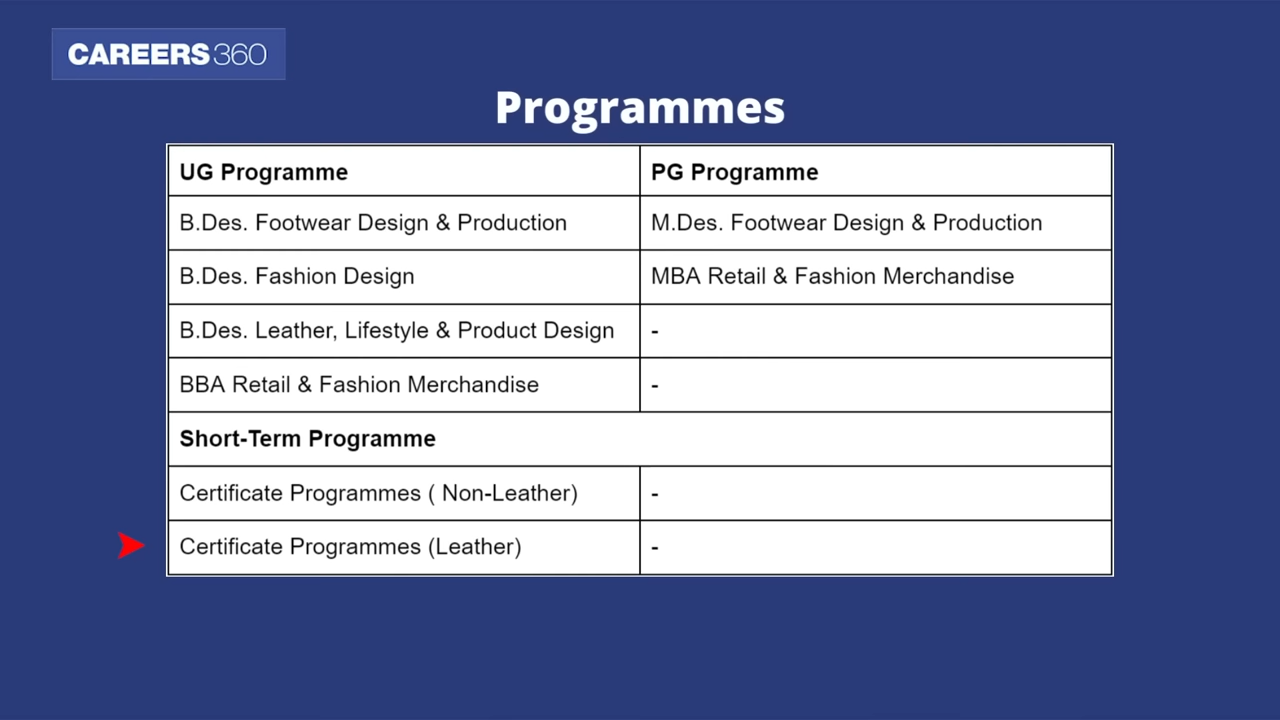 CAREERS360
Programmes
UG Programme PG Programme
B.Des. Footwear Design & Production M.Des. Footwear Design & Production
B.Des. Fashion Design MBA Retail & Fashion Merchandise
B.Des. Leather, Lifestyle & Product Design -
BBA Retail & Fashion Merchandise -
Short-Term Programme
Certificate Programmes ( Non-Leather) -
Certificate Programmes (Leather) -